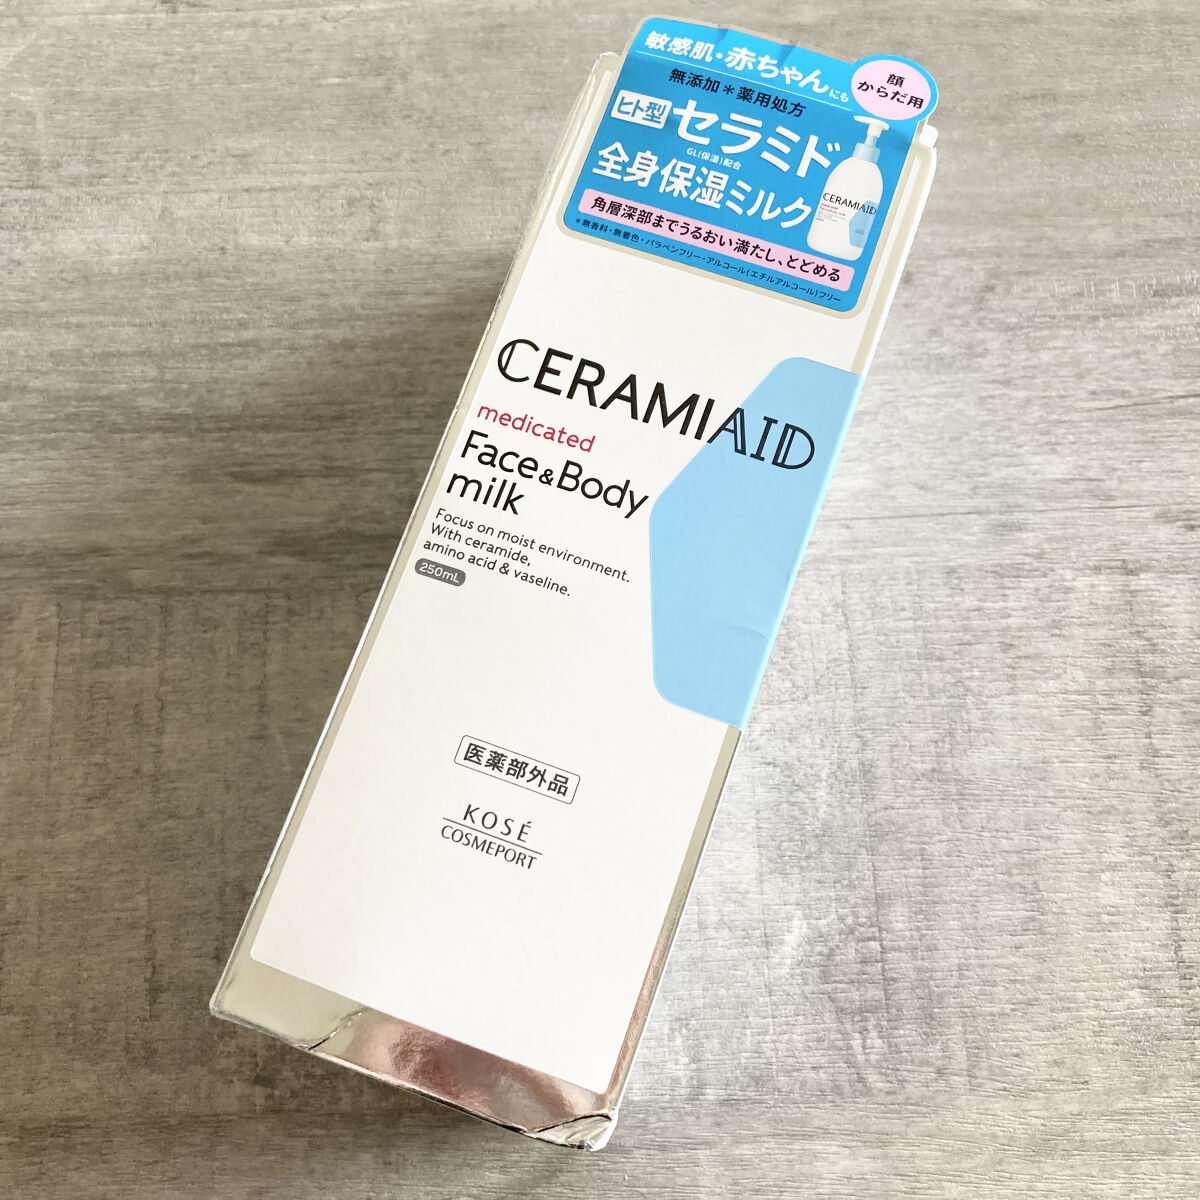 敏感肌・赤ちゃんにも
顔
からだ用
無添加*薬用処方
ヒト型 セラミド
GL(保湿)配合
全身保湿ミルク
角層深部までうるおい満たし、とどめる
*無香料・無着色・パラベンフリー・アルコール(エチルアルコール)フリー
CERAMIAID
medicated
CERAMIAID
medicated
Face&Body
milk
Focus on moist environment.
With ceramide,
amino acid & vaseline.
250mL
医薬部外品
KOSÉ
COSMEPORT